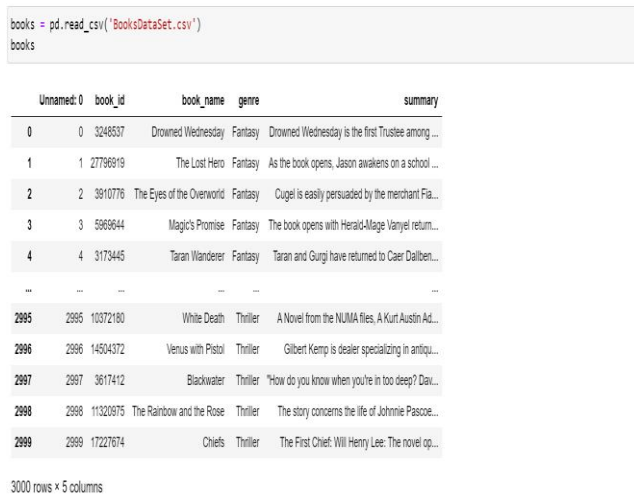 books = pd.read_csv('BooksDataSet.csv')
books
Unnamed: 0 book_id book_name genre summary
0 0 3248537 Drowned Wednesday Fantasy Drowned Wednesday is the first Trustee among ...
1 1 27796919 The Lost Hero Fantasy As the book opens, Jason awakens on a school ...
2 2 3910776 The Eyes of the Overworld Fantasy Cugel is easily persuaded by the merchant Fia...
3 3 5969644 Magic's Promise Fantasy The book opens with Herald-Mage Vanyel return...
4 4 3173445 Taran Wanderer Fantasy Taran and Gurgi have returned to Caer Dallben...
... ... ... ... ... ...
2995 2995 10372180 White Death Thriller A Novel from the NUMA files, A Kurt Austin Ad...
2996 2996 14504372 Venus with Pistol Thriller Gilbert Kemp is dealer specializing in antiqu...
2997 2997 3617412 Blackwater Thriller "How do you know when you're in too deep? Dav...
2998 2998 11320975 The Rainbow and the Rose Thriller The story concerns the life of Johnnie Pascoe...
2999 2999 17227674 Chiefs Thriller The First Chief: Will Henry Lee: The novel op...
3000 rows × 5 columns